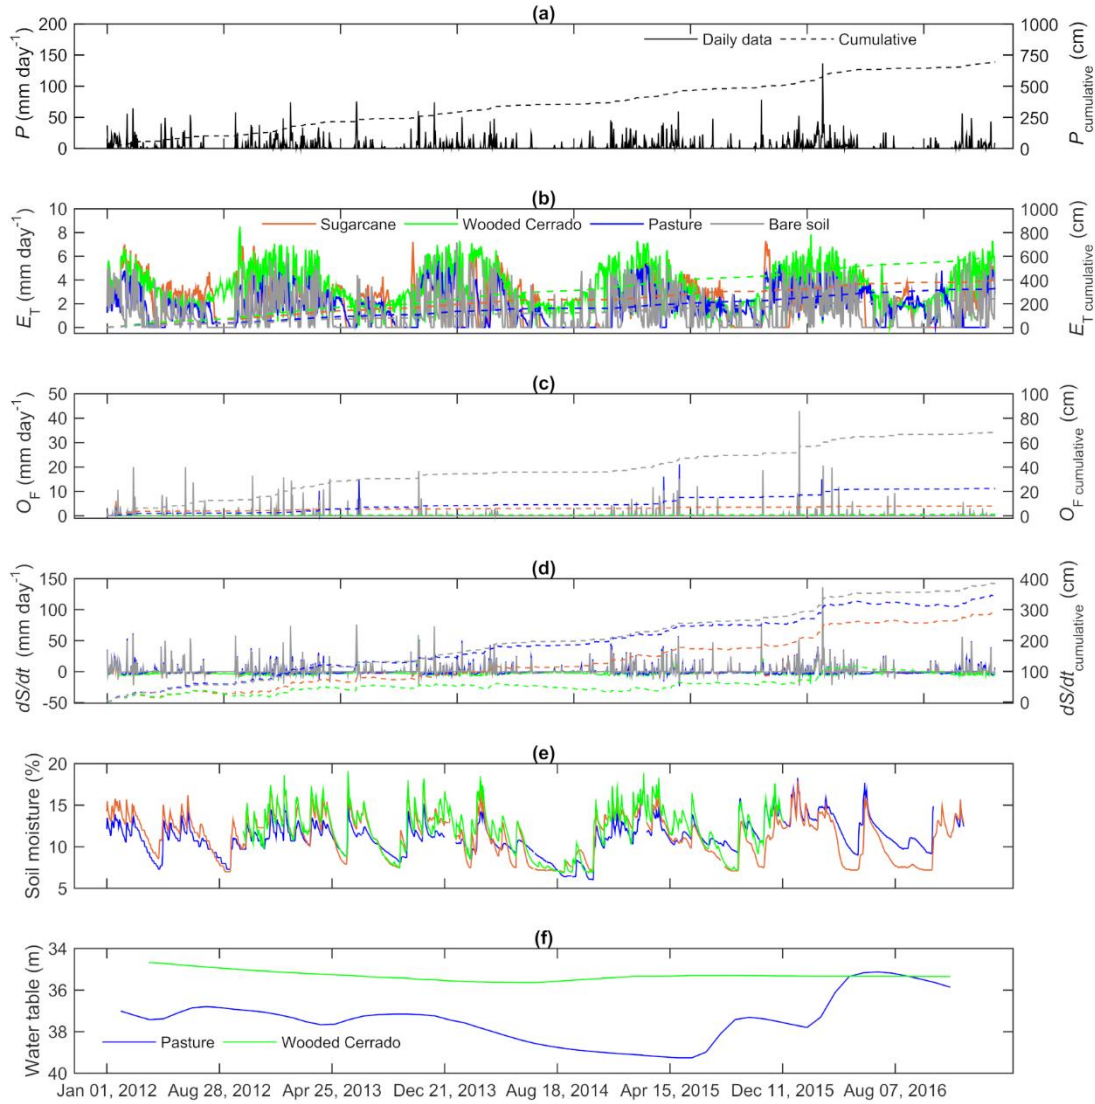 (a)
200
150
100
50
0
P (mm day-1)
Daily data
Cumulative
1000
750
500
250
0
P cumulative (cm)
(b)
10
8
6
4
2
0
ET (mm day-1)
Sugarcane
Wooded Cerrado
Pasture
Bare soil
1000
800
600
400
200
0
ET cumulative (cm)
(c)
50
40
30
20
10
0
OF (mm day-1)
100
80
60
40
20
0
OF cumulative (cm)
(d)
150
100
50
0
-50
dS/dt (mm day-1)
400
300
200
100
0
dS/dt cumulative (cm)
(e)
20
15
10
5
Soil moisture (%)
(f)
34
36
38
40
Water table (m)
Pasture
Wooded Cerrado
Jan 01, 2012
Aug 28, 2012
Apr 25, 2013
Dec 21, 2013
Aug 18, 2014
Apr 15, 2015
Dec 11, 2015
Aug 07, 2016